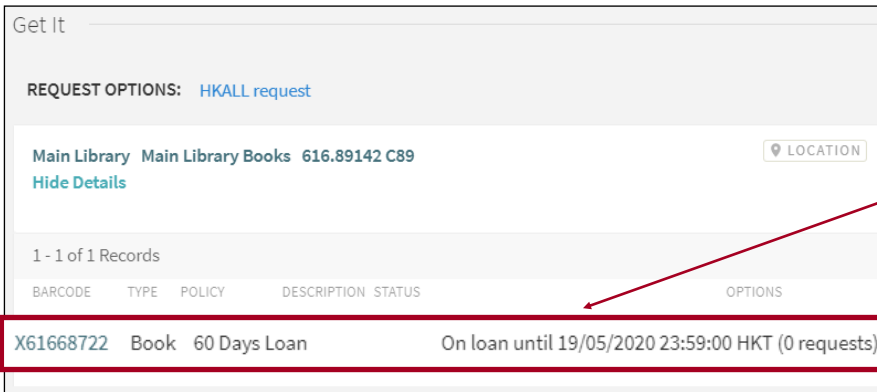 Get It
REQUEST OPTIONS: HKALL request
Main Library Main Library Books 616.89142 C89
LOCATION
Hide Details
1 - 1 of 1 Records
BARCODE TYPE POLICY DESCRIPTION STATUS OPTIONS
X61668722 Book 60 Days Loan On loan until 19/05/2020 23:59:00 HKT (0 requests)